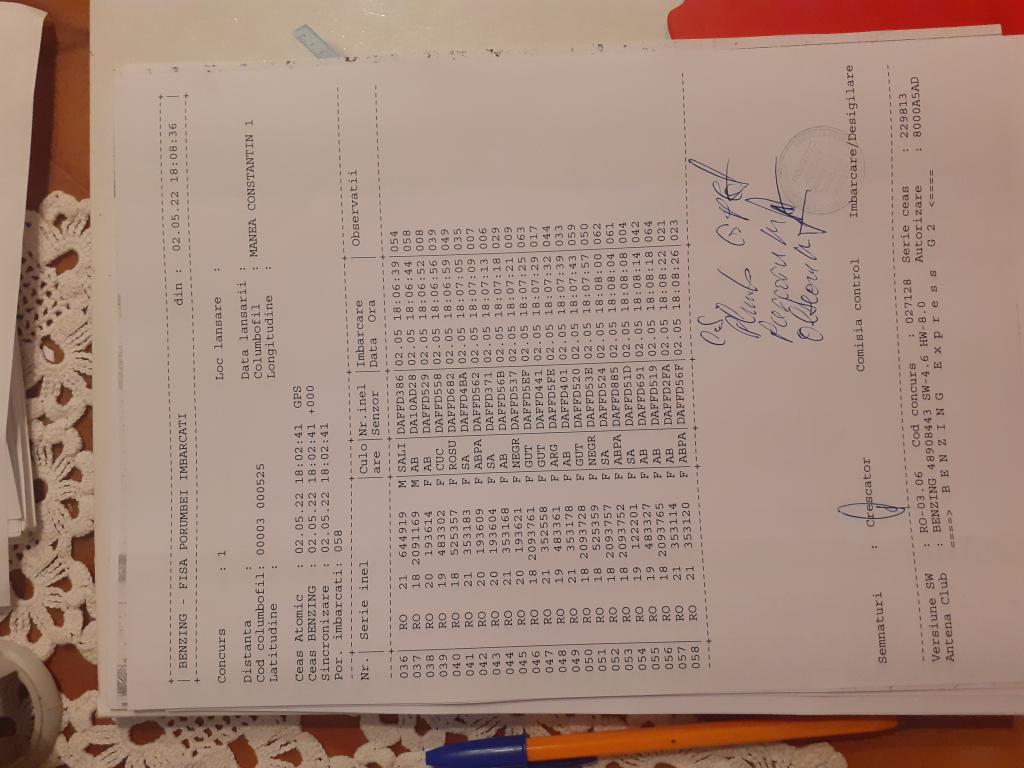 BENZING - FISA PORUMBEI IMBARCATI din : 02.05.22 18:08:36
Concurs : 1 Loc lansare :
Distanta : Data lansarii :
Cod columbofil: 00003 000525 Columbofil : MANEA CONSTANTIN 1
Latitudine : Longitudine :
Ceas Atomic : 02.05.22 18:02:41 GPS
Ceas BENZING : 02.05.22 18:02:41 +000
Sincronizare : 02.05.22 18:02:41
Por. imbarcati: 058
Nr. | Serie inel |Culo|Nr.inel |Imbarcare | Observatii
are |Senzor |Data Ora
036 RO 21 644919 M SALI DAFFD386 02.05 18:06:39 054
037 RO 18 2091169 M AB DA10AD28 02.05 18:06:44 058
038 RO 20 193614 F AB DAFFD529 02.05 18:06:52 008
039 RO 19 483302 F CUC DAFFD558 02.05 18:06:56 039
040 RO 18 525357 F ROSU DAFFD682 02.05 18:06:59 049
041 RO 21 353183 F SA DAFFD4BA 02.05 18:07:05 035
042 RO 20 193609 F ABPA DAFFD562 02.05 18:07:09 007
043 RO 20 193604 F SA DAFFD371 02.05 18:07:13 006
044 RO 21 353168 F AB DAFFD56B 02.05 18:07:18 029
045 RO 20 193621 F NEGR DAFFD537 02.05 18:07:21 009
046 RO 18 2093761 F GUT DAFFD5EF 02.05 18:07:25 063
047 RO 21 352558 F GUT DAFFD441 02.05 18:07:29 017
048 RO 19 483361 F ARG DAFFD5FE 02.05 18:07:32 044
049 RO 21 353178 F AB DAFFD401 02.05 18:07:39 033
050 RO 18 2093728 F GUT DAFFD520 02.05 18:07:43 059
051 RO 18 525359 F NEGR DAFFD53E 02.05 18:07:57 050
052 RO 18 2093757 F SA DAFFD524 02.05 18:08:00 062
053 RO 18 2093752 F ABPA DAFFD885 02.05 18:08:04 061
054 RO 19 122201 F SA DAFFD51D 02.05 18:08:08 004
055 RO 19 483327 F AB DAFFD691 02.05 18:08:14 042
056 RO 18 2093765 F AB DAFFD519 02.05 18:08:18 064
057 RO 21 353114 F AB DAFFD2FA 02.05 18:08:22 021
058 RO 21 353120 F ABPA DAFFD56F 02.05 18:08:26 023
Semnaturi : Crescator Comisia control Imbarcare/Desigilare
Versiune SW : RO-03.06 Cod concurs : 027128 Serie ceas : 229813
Antena Club : BENZING 48908443 SW-4.6 HW-8.0 Autorizare : 8000A5AD
====> B E N Z I N G E x p r e s s G 2 <====